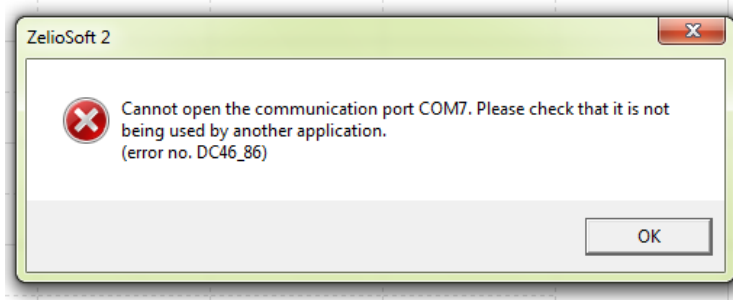 ZelioSoft 2
Cannot open the communication port COM7. Please check that it is not
being used by another application.
(error no. DC46_86)
OK